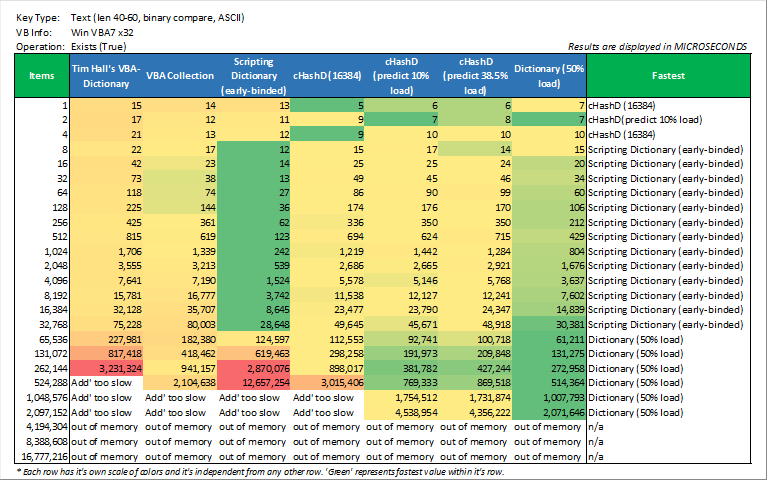 Key Type: Text (len 40-60, binary compare, ASCII)
VB Info: Win VBA7 x32
Operation: Exists (True)
Results are displayed in MICROSECONDS
Items Tim Hall's VBA-Dictionary VBA Collection Scripting Dictionary (early-binded) cHashD (16384) cHashD (predict 10% load) cHashD (predict 38.5% load) Dictionary (50% load) Fastest
1 15 14 13 5 6 6 7 cHashD (16384)
2 17 12 11 9 7 8 7 cHashD(predict 10% load)
4 21 13 12 9 10 10 10 cHashD (16384)
8 22 17 12 15 17 14 15 Scripting Dictionary (early-binded)
16 42 23 14 25 25 24 20 Scripting Dictionary (early-binded)
32 73 38 13 49 45 46 34 Scripting Dictionary (early-binded)
64 118 74 27 86 90 99 60 Scripting Dictionary (early-binded)
128 225 144 36 174 176 170 106 Scripting Dictionary (early-binded)
256 425 361 62 336 350 350 212 Scripting Dictionary (early-binded)
512 815 619 123 694 624 715 429 Scripting Dictionary (early-binded)
1,024 1,706 1,339 242 1,219 1,442 1,284 804 Scripting Dictionary (early-binded)
2,048 3,555 3,213 539 2,686 2,665 2,921 1,676 Scripting Dictionary (early-binded)
4,096 7,641 7,190 1,524 5,578 5,146 5,768 3,637 Scripting Dictionary (early-binded)
8,192 15,781 16,777 3,742 11,538 12,127 12,241 7,602 Scripting Dictionary (early-binded)
16,384 32,128 35,707 8,645 23,477 23,790 24,347 14,839 Scripting Dictionary (early-binded)
32,768 75,228 80,003 28,648 49,645 45,671 48,918 30,381 Scripting Dictionary (early-binded)
65,536 227,981 182,380 124,597 112,553 92,741 100,718 61,211 Dictionary (50% load)
131,072 817,418 418,462 619,463 298,258 191,973 209,848 131,275 Dictionary (50% load)
262,144 3,231,324 941,157 2,870,076 898,017 381,782 427,244 272,958 Dictionary (50% load)
524,288 Add' too slow 2,104,638 12,657,254 3,015,406 769,333 869,518 514,364 Dictionary (50% load)
1,048,576 Add' too slow Add' too slow Add' too slow Add' too slow 1,754,512 1,731,874 1,007,793 Dictionary (50% load)
2,097,152 Add' too slow Add' too slow Add' too slow Add' too slow 4,538,954 4,356,222 2,071,646 Dictionary (50% load)
4,194,304 out of memory out of memory out of memory out of memory out of memory out of memory out of memory n/a
8,388,608 out of memory out of memory out of memory out of memory out of memory out of memory out of memory n/a
16,777,216 out of memory out of memory out of memory out of memory out of memory out of memory out of memory n/a
* Each row has it's own scale of colors and it's independent from any other row. 'Green' represents fastest value within it's row.